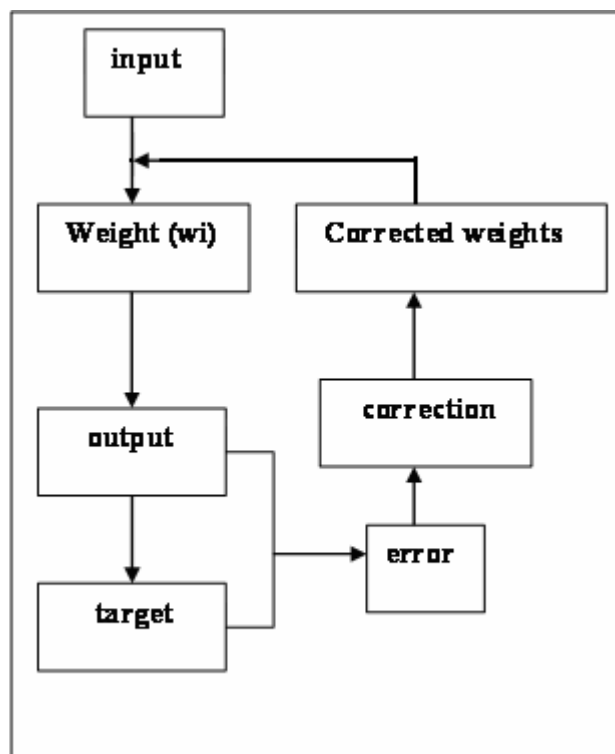 input
Weight (wi)
Corrected weights
correction
output
error
target